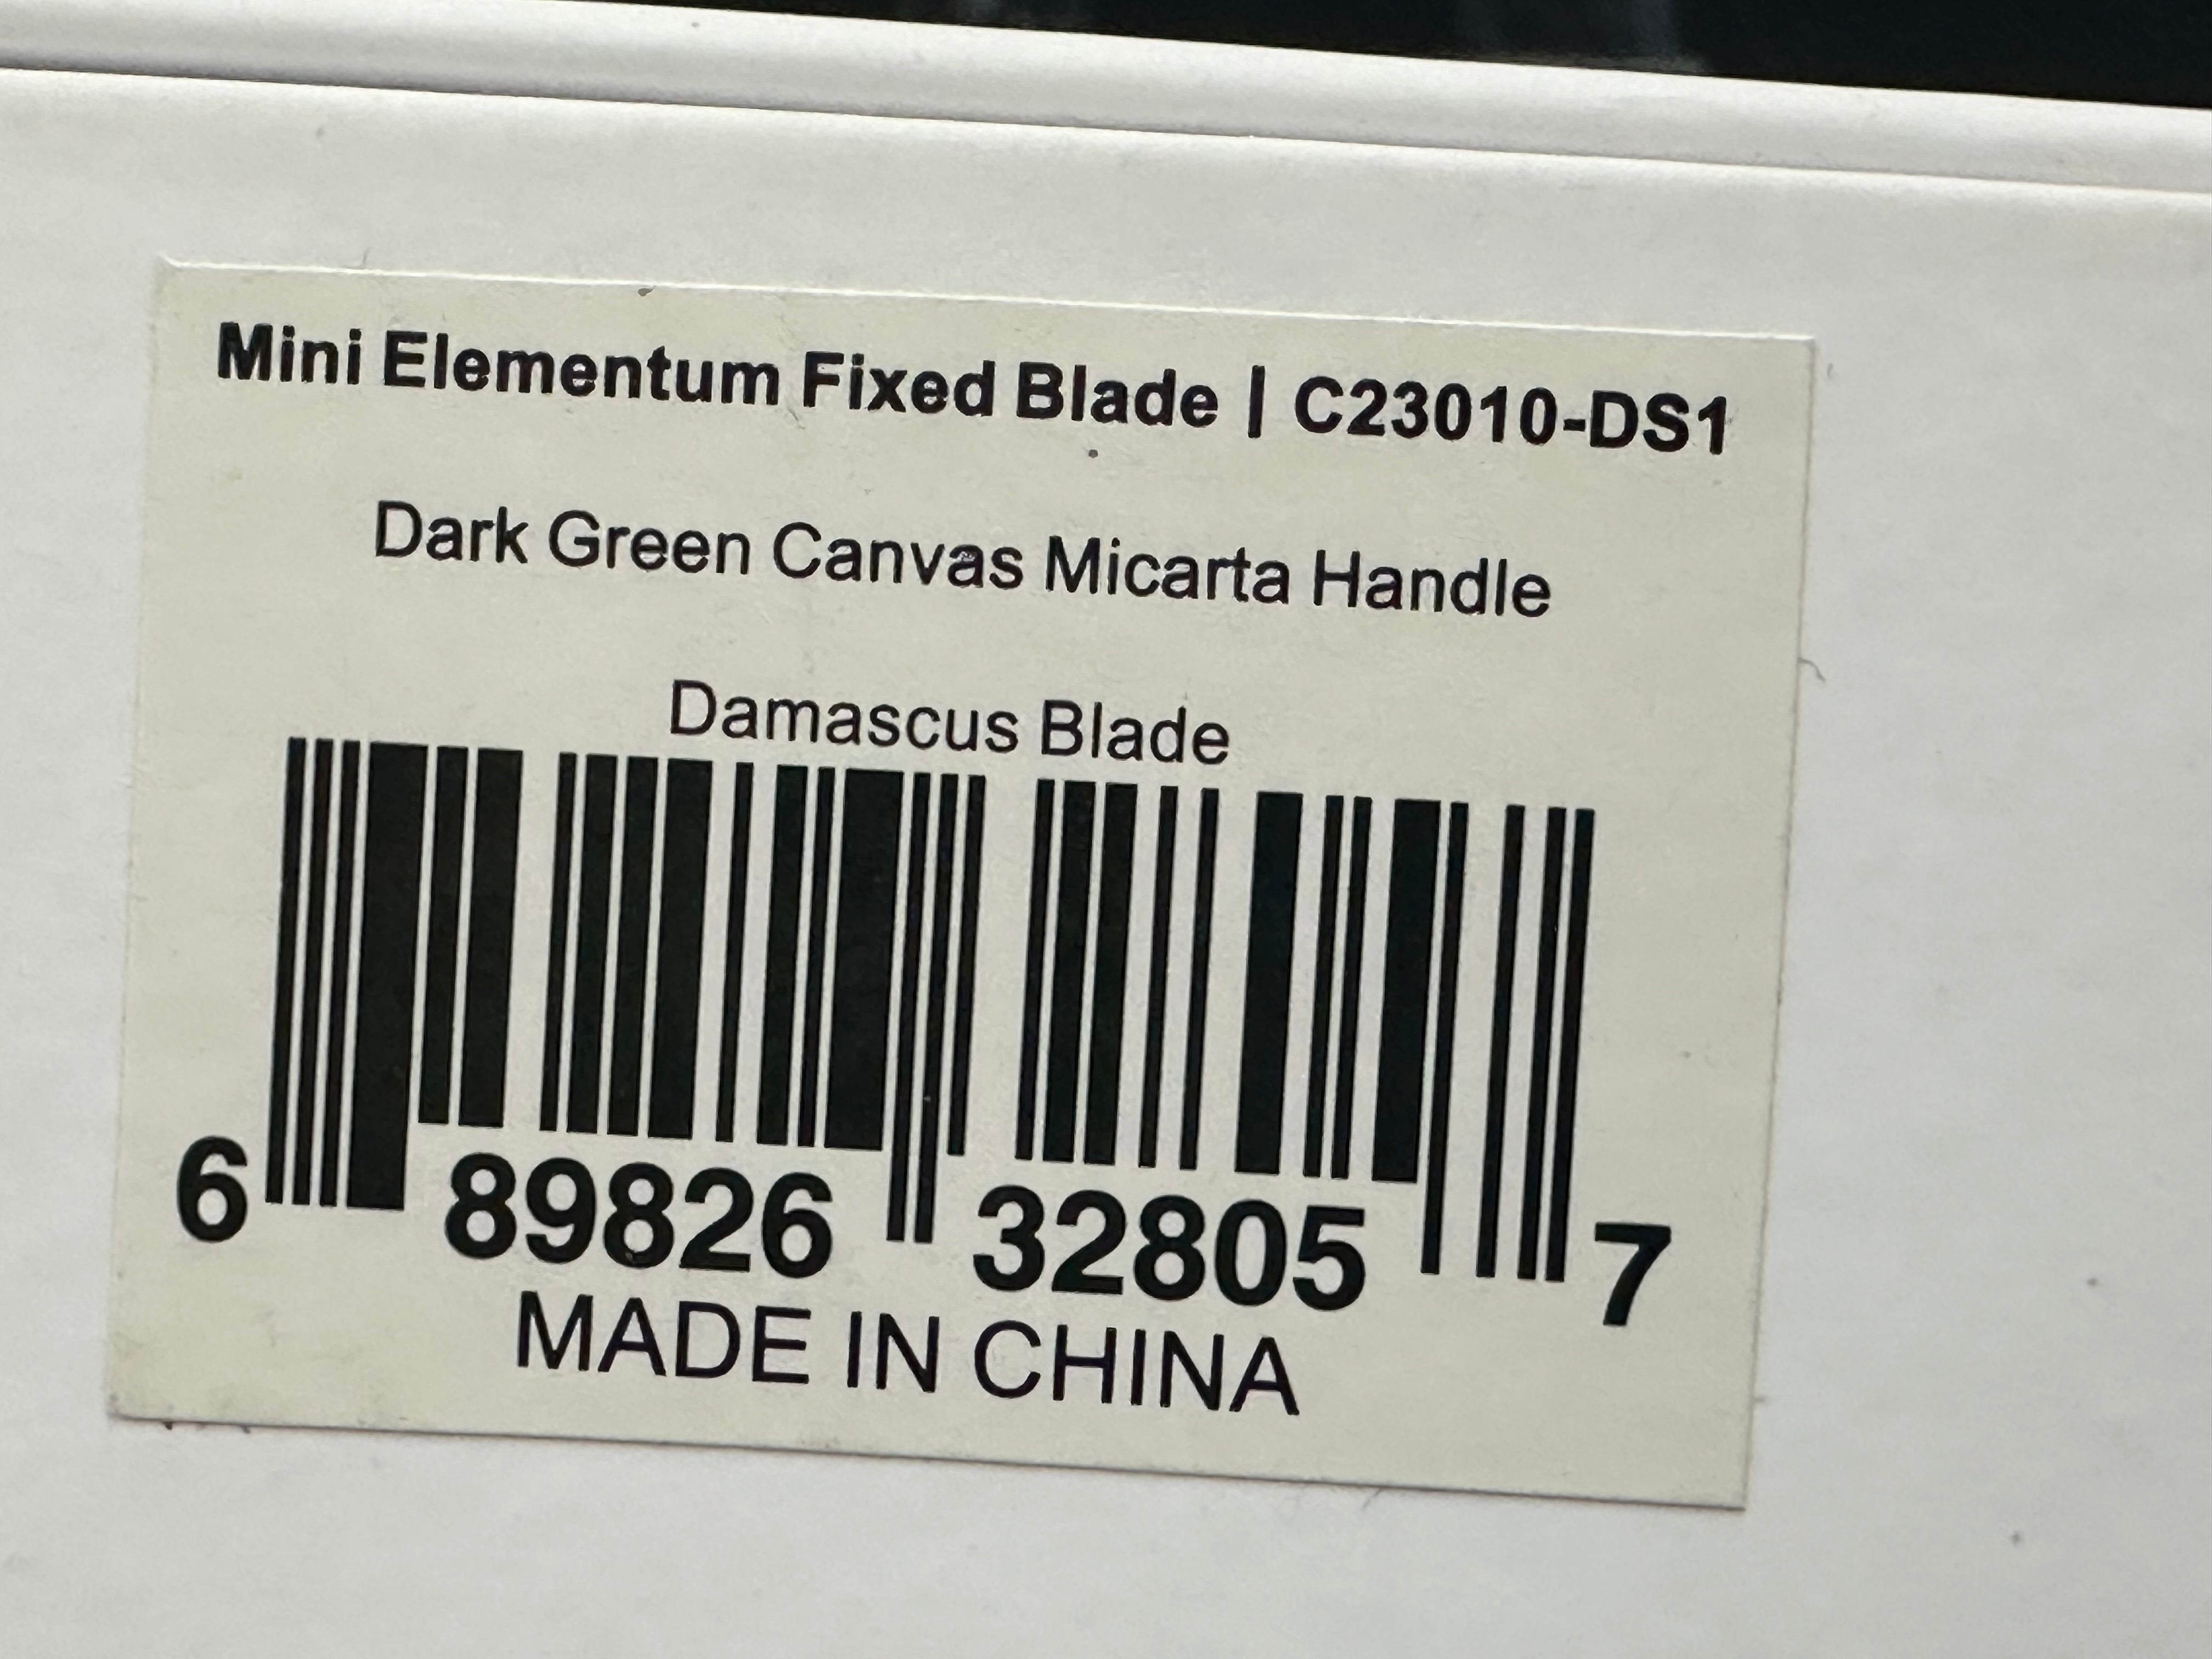 Mini Elementum Fixed Blade | C23010-DS1
Dark Green Canvas Micarta Handle
Damascus Blade
6 89826 32805 7
MADE IN CHINA